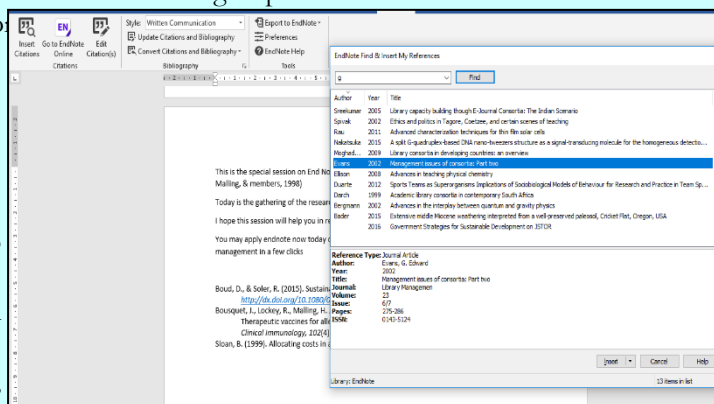 Style: Written Communication
Insert Citations
Go to EndNote Online
Edit Citation(s)
Citations
Update Citations and Bibliography
Convert Citations and Bibliography
Bibliography
Export to EndNote
Preferences
EndNote Help
Tools
This is the special session on End No
Malling, & members, 1998)
Today is the gathering of the resear
I hope this session will help you in re
You may apply endnote now today
management in a few clicks
Boud, D., & Soler, R. (2015). Sustain
http://dx.doi.org/10.1080/0
Bousquet, J., Lockey, R., Malling, H.
Therapeutic vaccines for alle
Clinical immunology, 102(4)
Sloan, B. (1999). Allocating costs in
EndNote Find & Insert My References
g
Find
Author Year Title
Sreekumar 2005 Library capacity building though E-Journal Consortia: The Indian Scenario
Spivak 2002 Ethics and politics in Tagore, Coetzee, and certain scenes of teaching
Rau 2011 Advanced characterization techniques for thin film solar cells
Nakatsuka 2015 A split G-quadruplex-based DNA nano-tweezers structure as a signal-transducing molecule for the homogeneous detectio...
Moghad... 2009 Library consortia in developing countries: an overview
Evans 2002 Management issues of consortia: Part two
Ellison 2008 Advances in teaching physical chemistry
Duarte 2012 Sports Teams as Superorganisms Implications of Sociobiological Models of Behaviour for Research and Practice in Team Sp...
Darch 1999 Academic library consortia in contemporary South Africa
Bergmann 2002 Advances in the interplay between quantum and gravity physics
Bader 2015 Extensive middle Miocene weathering interpreted from a well-preserved paleosol, Cricket Flat, Oregon, USA
2016 Government Strategies for Sustainable Development on JSTOR
Reference Type: Journal Article
Author: Evans, G. Edward
Year: 2002
Title: Management issues of consortia: Part two
Journal: Library Managemen
Volume: 23
Issue: 6/7
Pages: 275-286
ISSN: 0143-5124
Insert Cancel Help
Library: EndNote 13 items in list